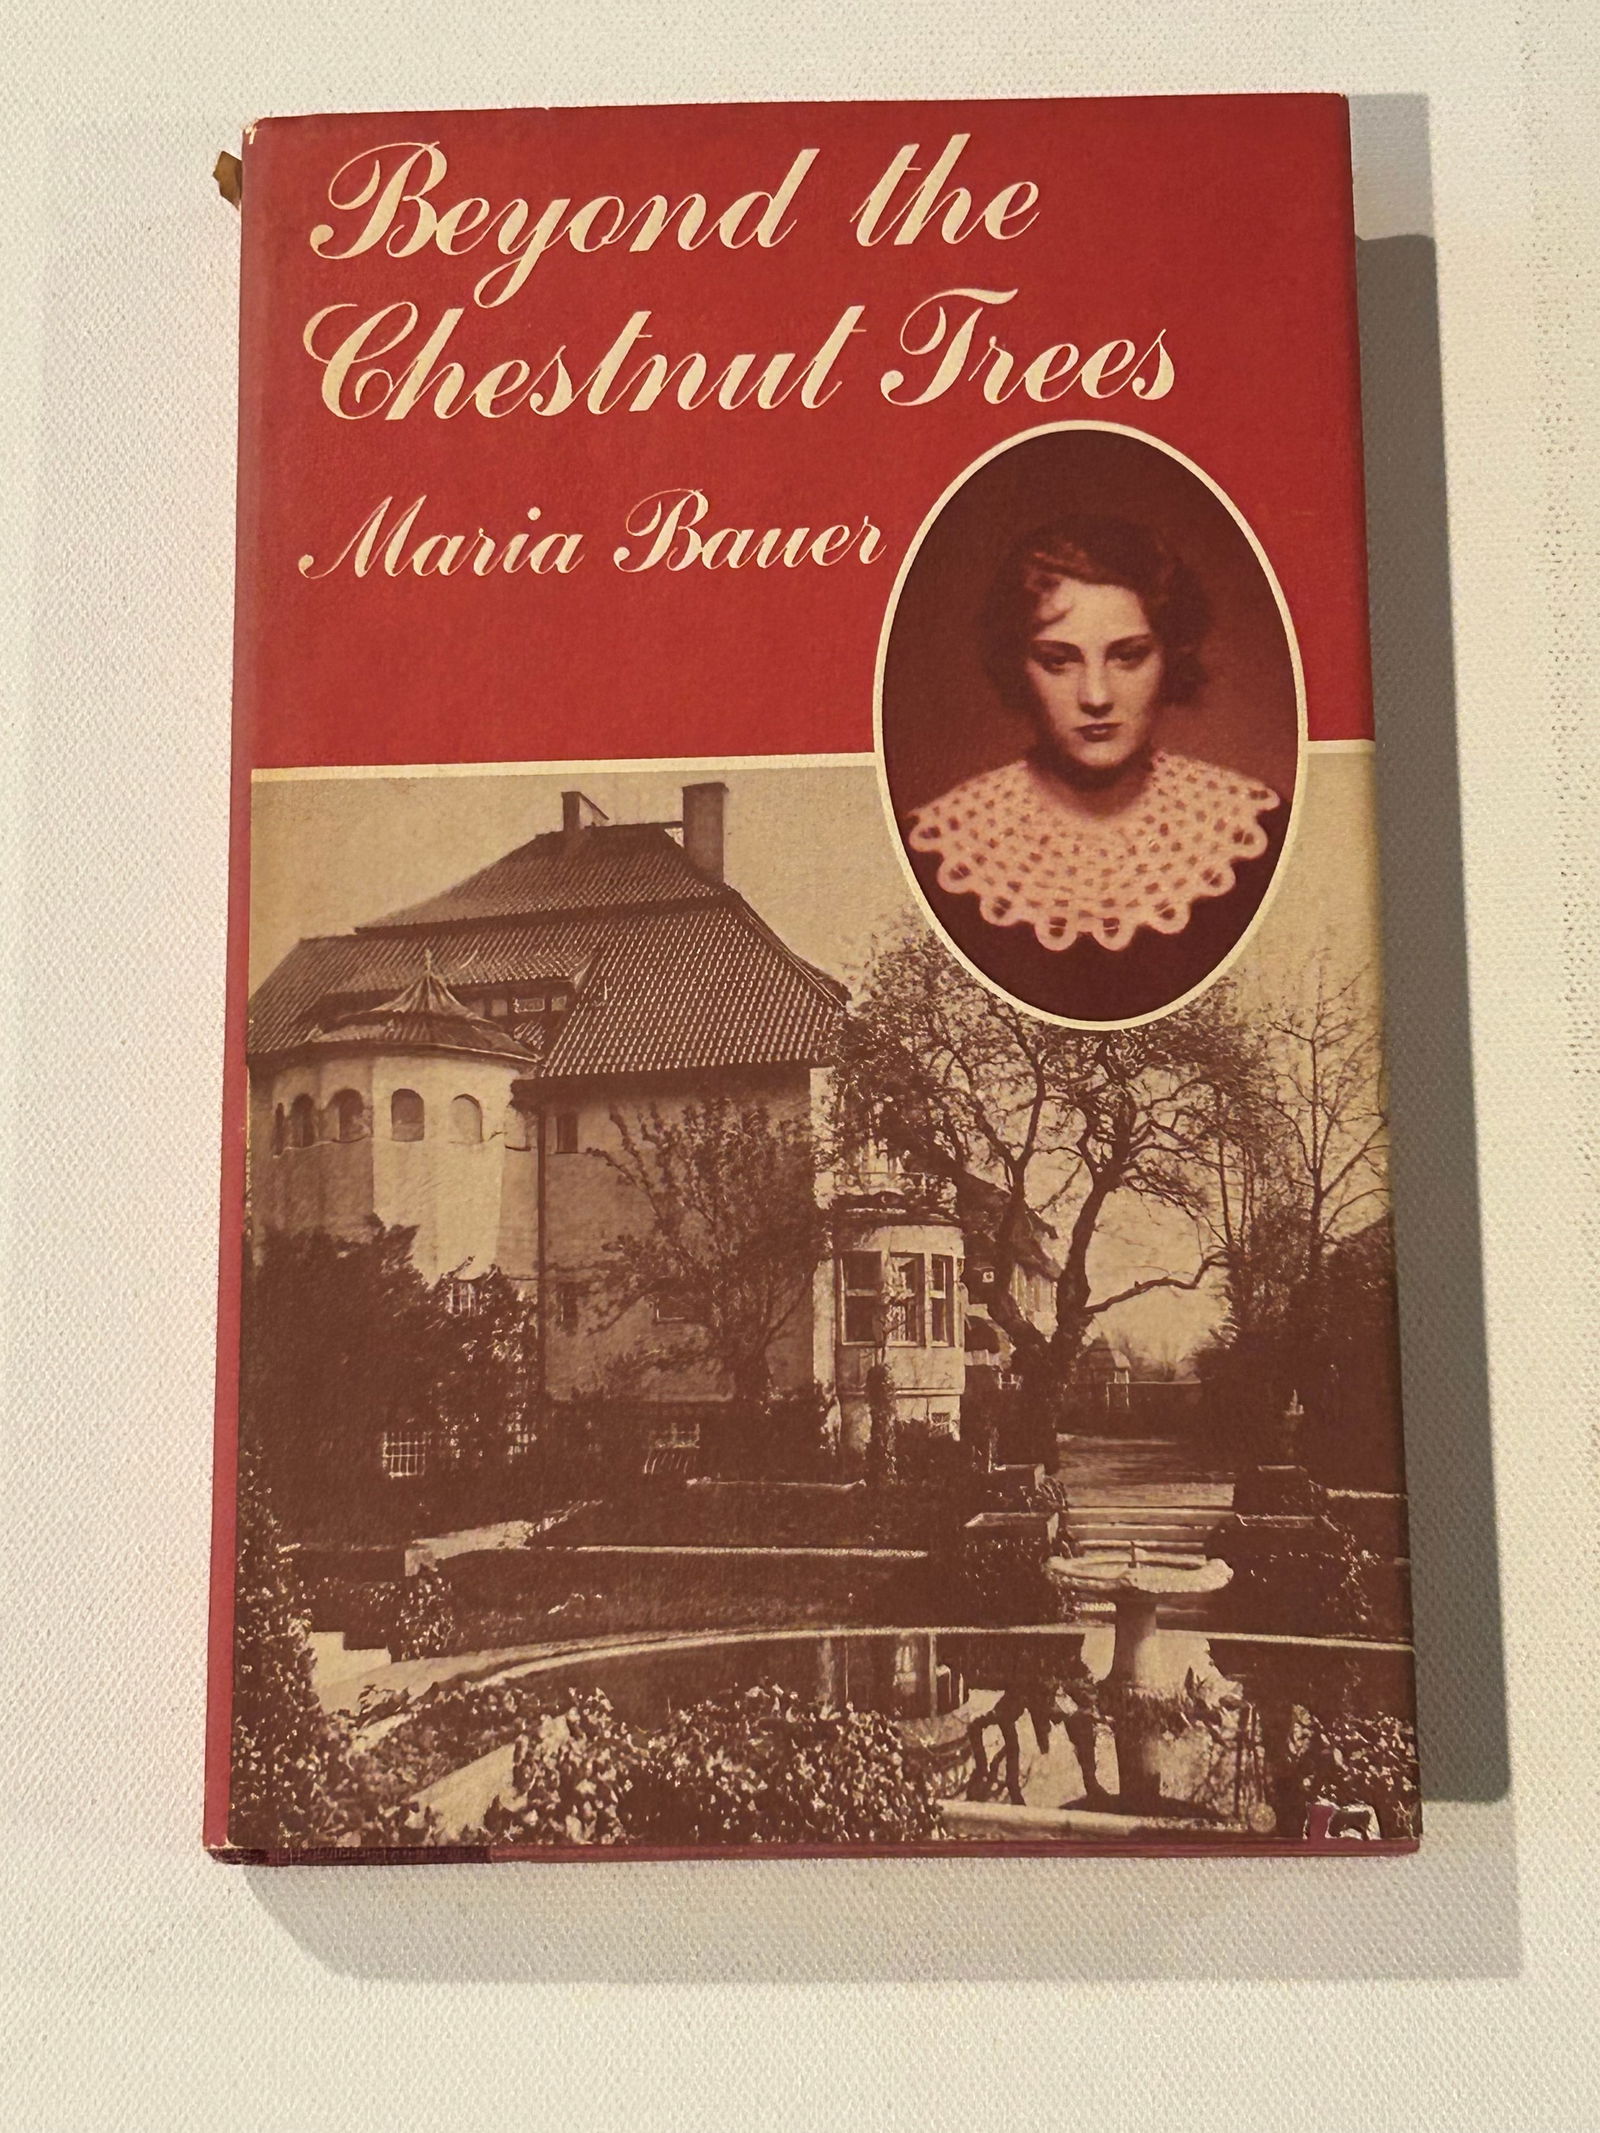 Beyond the
Chestnut Trees
Maria Bauer